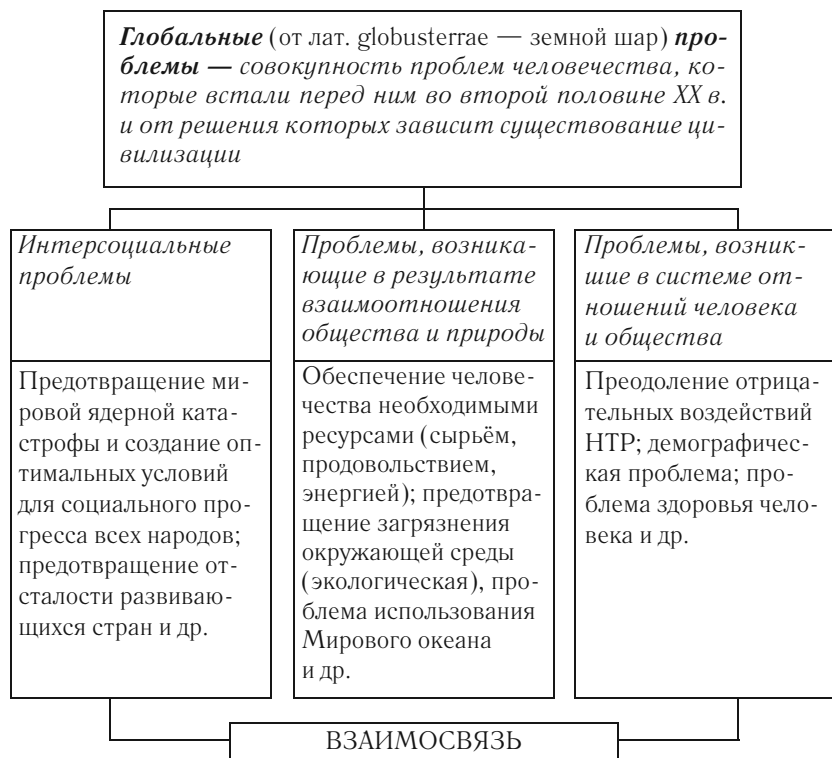 Глобальные (от лат. globusterrae — земной шар) про-
блемы — совокупность проблем человечества, ко-
торые встали перед ним во второй половине XX в.
и от решения которых зависит существование ци-
вилизации
Интерсоциальные
проблемы
Предотвращение ми-
ровой ядерной ката-
строфы и создание оп-
тимальных условий
для социального про-
гресса всех народов;
предотвращение от-
сталости развиваю-
щихся стран и др.
Проблемы, возника-
ющие в результате
взаимоотношения
общества и природы
Обеспечение челове-
чества необходимыми
ресурсами (сырьём,
продовольствием,
энергией); предотвра-
щение загрязнения
окружающей среды
(экологическая), про-
блема использования
Мирового океана
и др.
Проблемы, возник-
шие в системе от-
ношений человека
и общества
Преодоление отрица-
тельных воздействий
НТР; демографичес-
кая проблема; про-
блема здоровья чело-
века и др.
ВЗАИМОСВЯЗЬ